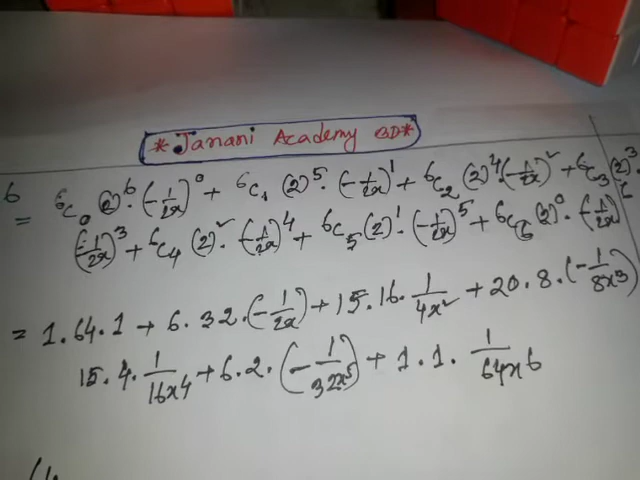 *Janani Academy BD*
6 = ⁶C₀ (2)⁶·(-1/2x)⁰ + ⁶C₁ (2)⁵·(-1/2x)¹ + ⁶C₂ (2)⁴·(-1/2x)² + ⁶C₃ (2)³·
(-1/2x)³ + ⁶C₄ (2)²·(-1/2x)⁴ + ⁶C₅ (2)¹·(-1/2x)⁵ + ⁶C₆ (2)⁰·(-1/2x)⁶
= 1.64.1 + 6.32.(-1/2x) + 15.16.1/4x² + 20.8.(-1/8x³)
15.4.1/16x4 + 6.2.(-1/32x⁵) + 1.1.1/64x6